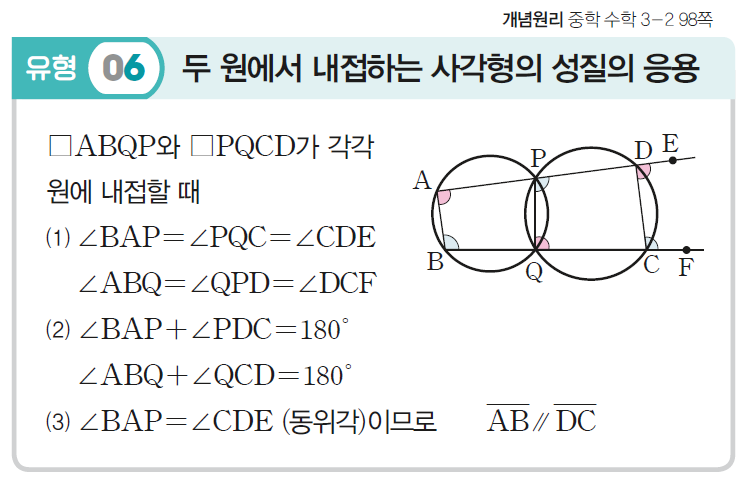 개념원리 중학 수학 3-2 98쪽
유형 06 두 원에서 내접하는 사각형의 성질의 응용
□ABQP와 □PQCD가 각각
원에 내접할 때
⑴ ∠BAP=∠PQC=∠CDE
∠ABQ=∠QPD=∠DCF
⑵ ∠BAP+∠PDC=180°
∠ABQ+∠QCD=180°
⑶ ∠BAP=∠CDE (동위각)이므로 A̅B̅ // D̅C̅
P D E
A
B Q C F